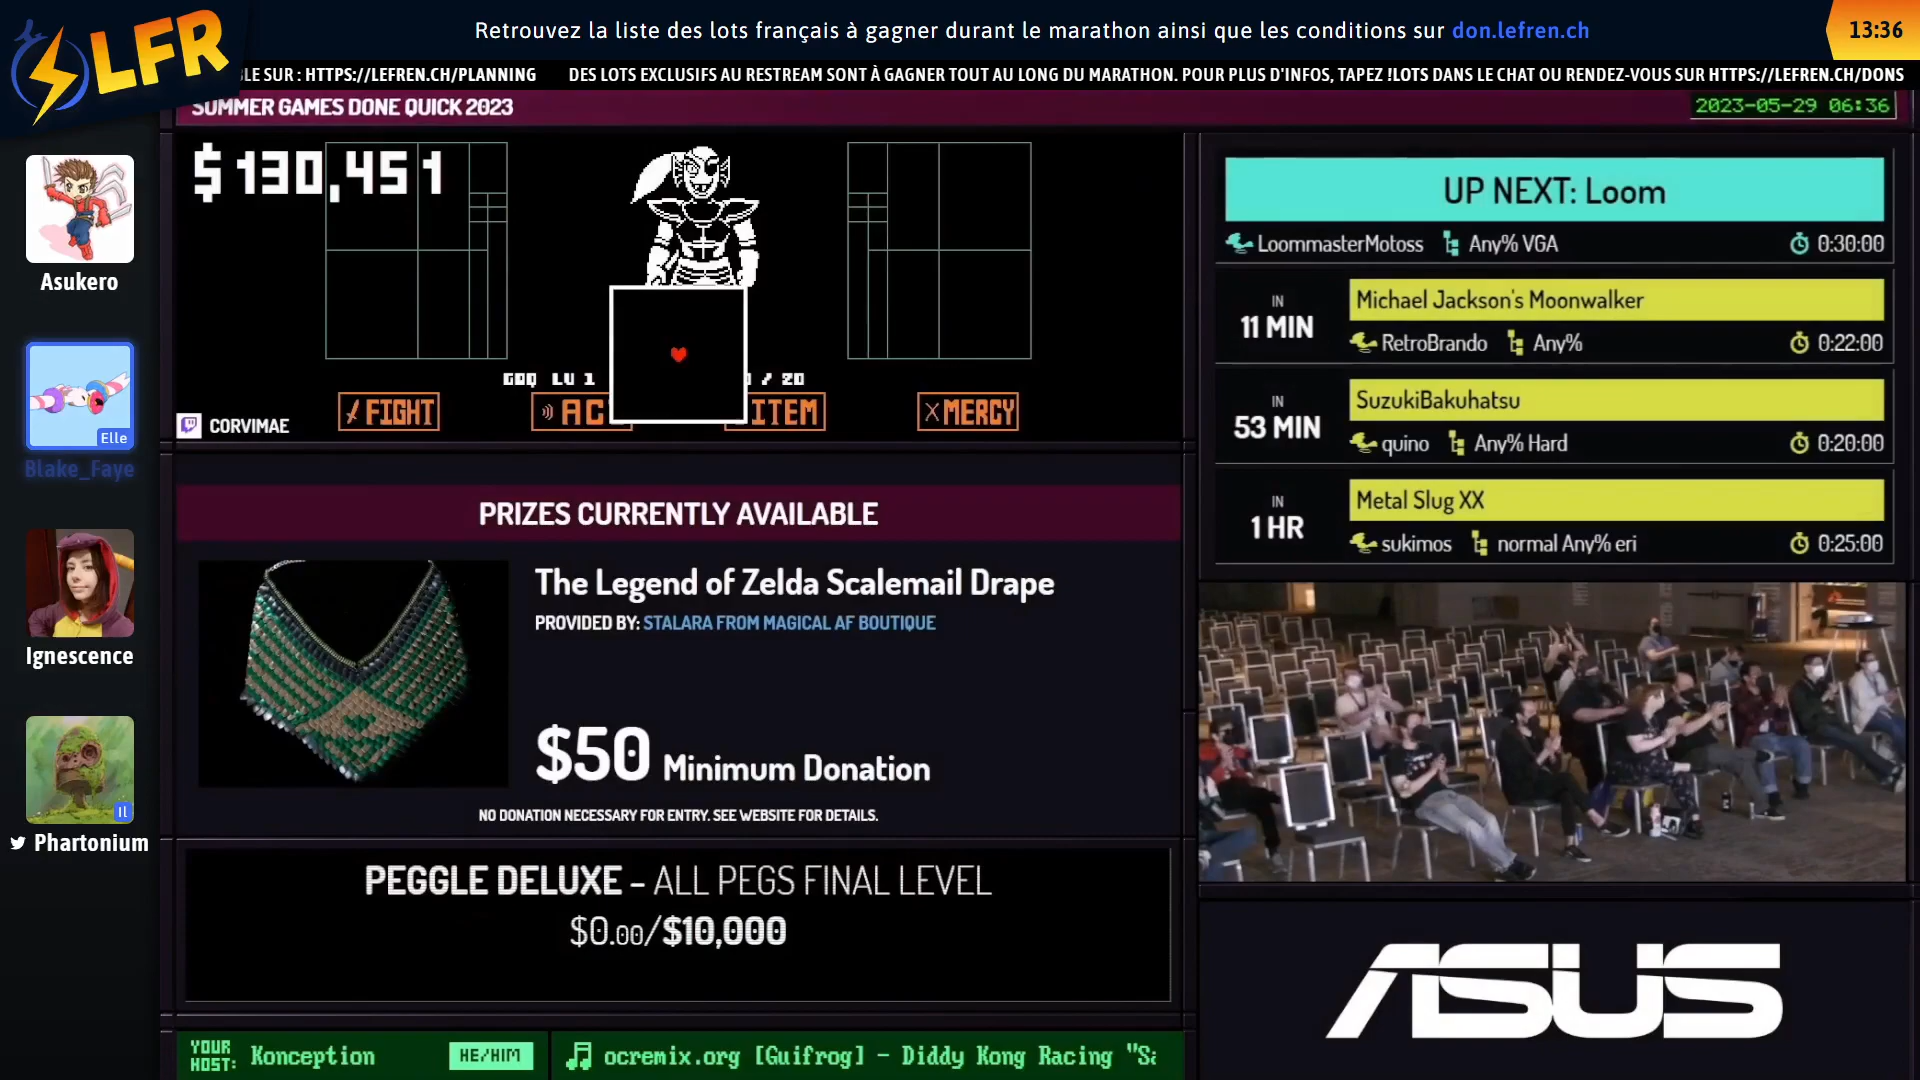 LFR
Retrouvez la liste des lots français à gagner durant le marathon ainsi que les conditions sur don.lefren.ch
13:36
BLE SUR : HTTPS://LEFREN.CH/PLANNING DES LOTS EXCLUSIFS AU RESTREAM SONT À GAGNER TOUT AU LONG DU MARATHON. POUR PLUS D'INFOS, TAPEZ !LOTS DANS LE CHAT OU RENDEZ-VOUS SUR HTTPS://LEFREN.CH/DONS
SUMMER GAMES DONE QUICK 2023
2023-05-29 06:36
Asukero
Elle
Blake_Faye
Ignescence
Il
Phartonium
$130,451
GDQ LV 1
/ 20
FIGHT
AC
ITEM
MERCY
CORVIMAE
PRIZES CURRENTLY AVAILABLE
The Legend of Zelda Scalemail Drape
PROVIDED BY: STALARA FROM MAGICAL AF BOUTIQUE
$50 Minimum Donation
NO DONATION NECESSARY FOR ENTRY. SEE WEBSITE FOR DETAILS.
PEGGLE DELUXE - ALL PEGS FINAL LEVEL
$0.00/$10,000
YOUR HOST: Konception HE/HIM
ocremix.org [Guifrog] - Diddy Kong Racing "Sa
UP NEXT: Loom
LoommasterMotoss Any% VGA 0:30:00
IN 11 MIN
Michael Jackson's Moonwalker
RetroBrando Any% 0:22:00
IN 53 MIN
SuzukiBakuhatsu
quino Any% Hard 0:20:00
IN 1 HR
Metal Slug XX
sukimos normal Any% eri 0:25:00
ASUS